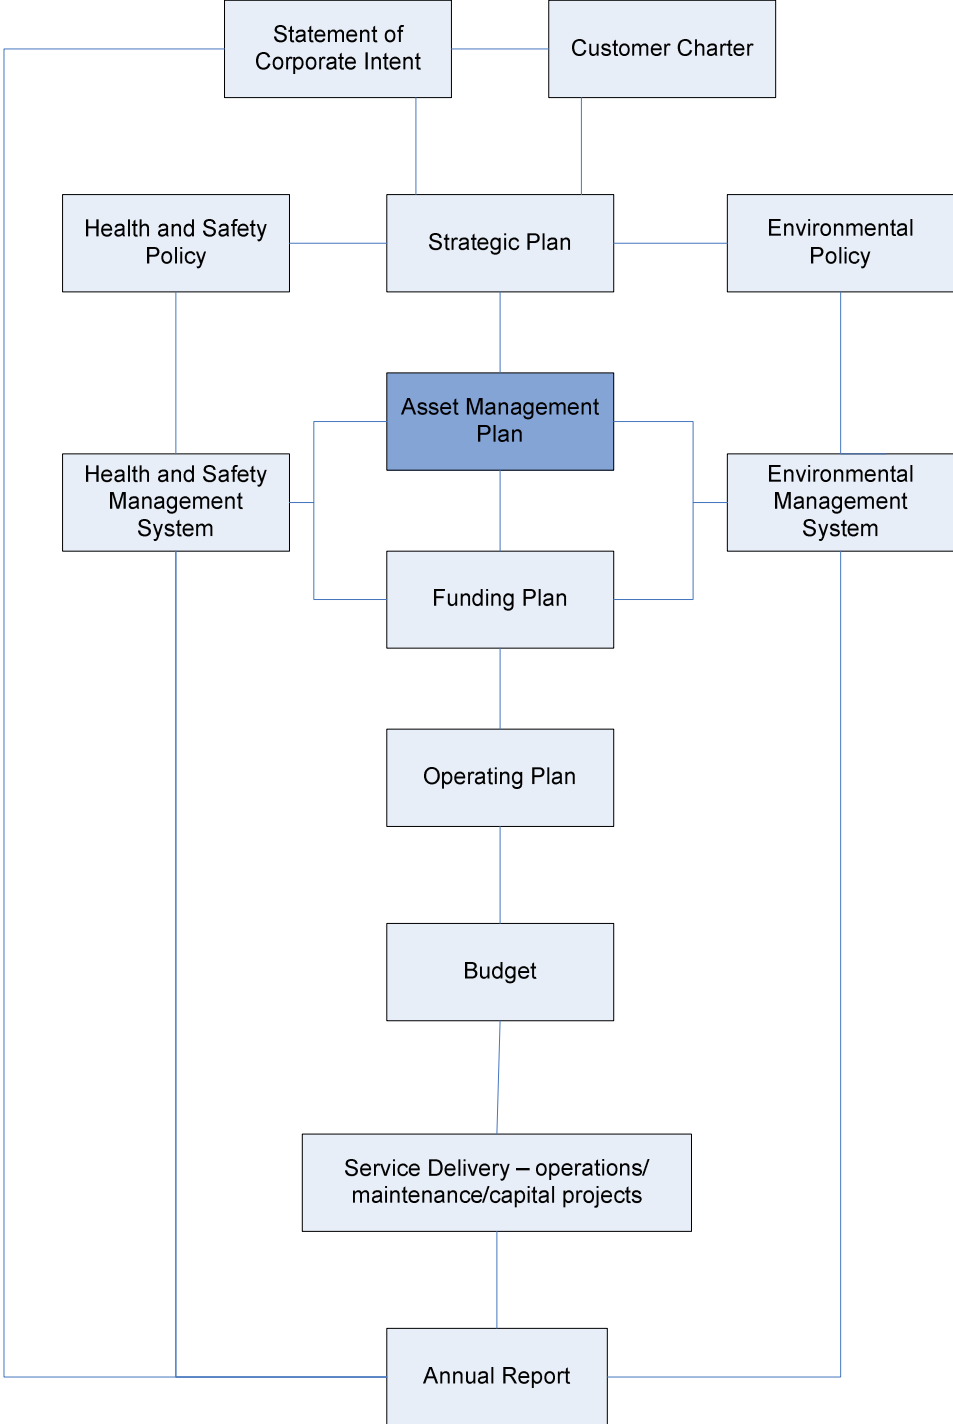 Statement of
Corporate Intent
Customer Charter
Health and Safety
Policy
Strategic Plan
Environmental
Policy
Asset Management
Plan
Health and Safety
Management
System
Environmental
Management
System
Funding Plan
Operating Plan
Budget
Service Delivery – operations/
maintenance/capital projects
Annual Report